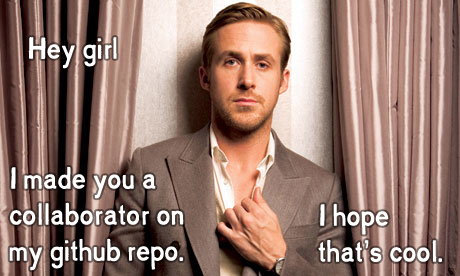 Hey girl
I made you a
collaborator on
my github repo.
I hope
that's cool.